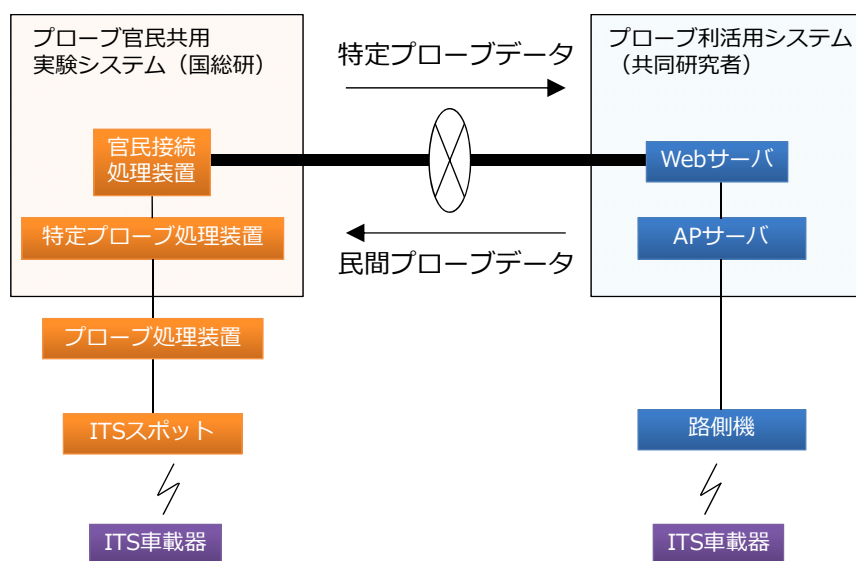 プローブ官民共用
実験システム（国総研）
特定プローブデータ
プローブ利活用システム
（共同研究者）
官民接続
処理装置
Webサーバ
特定プローブ処理装置
APサーバ
民間プローブデータ
プローブ処理装置
ITSスポット
路側機
ITS車載器
ITS車載器